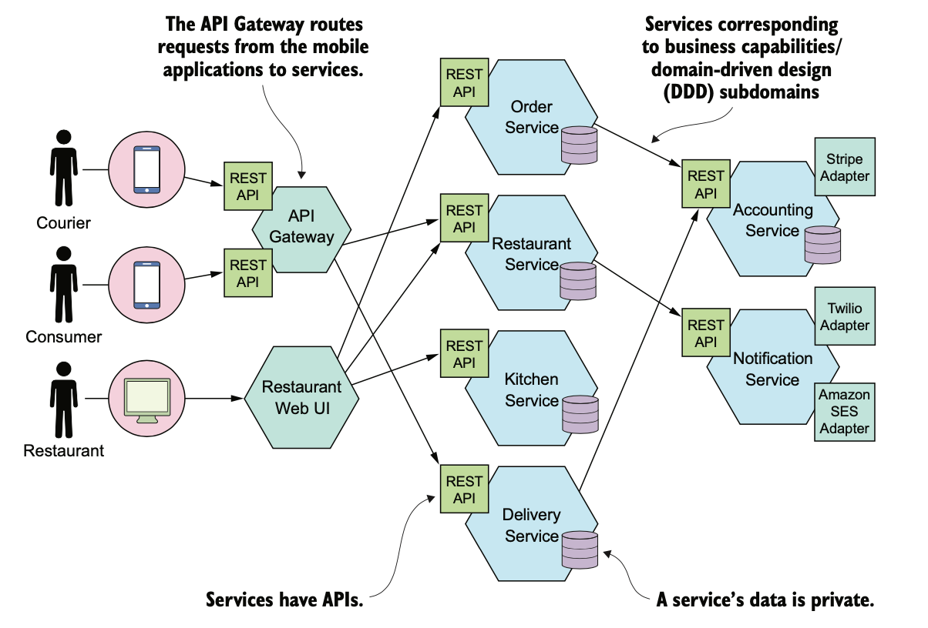 The API Gateway routes
requests from the mobile
applications to services.
Services corresponding
to business capabilities/
domain-driven design
(DDD) subdomains
REST
API
Order
Service
Stripe
Adapter
REST
API
Accounting
Service
Courier
REST
API
API
Gateway
REST
API
Consumer
REST
API
Restaurant
Service
REST
API
Notification
Service
Twilio
Adapter
Amazon
SES
Adapter
Restaurant
Restaurant
Web UI
REST
API
Kitchen
Service
REST
API
Delivery
Service
Services have APIs.
A service’s data is private.